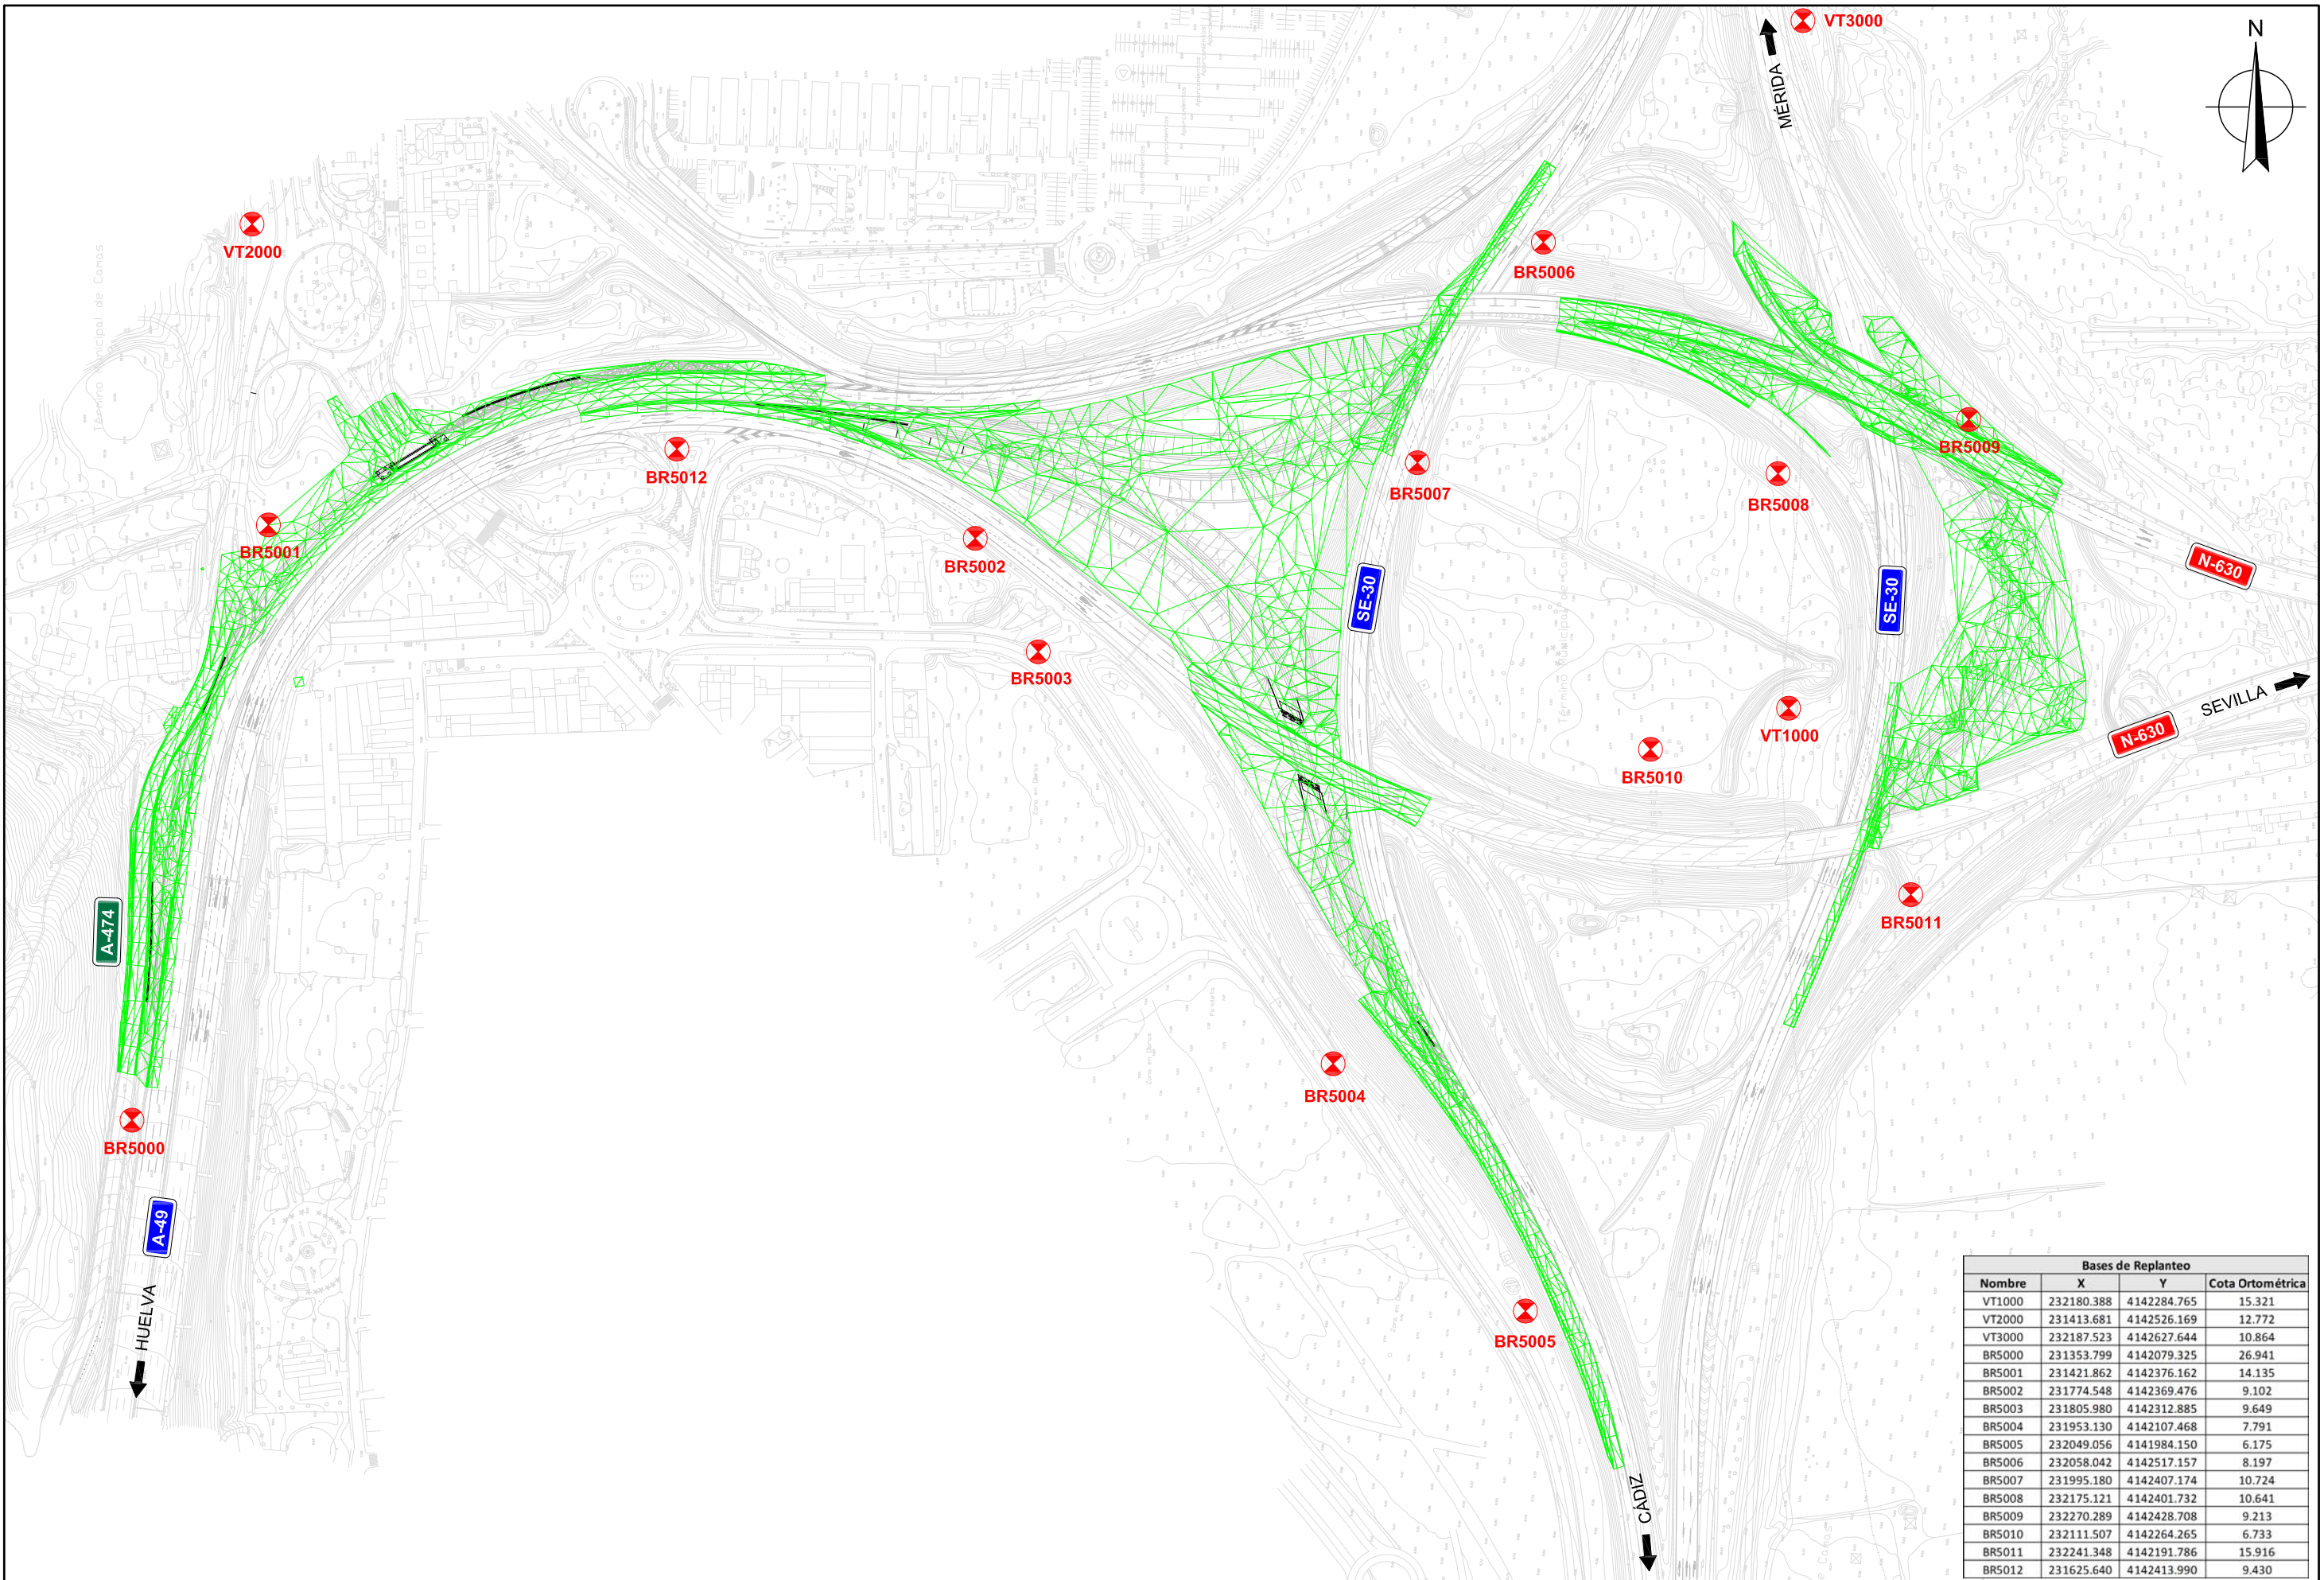 VT3000
N
MÉRIDA
VT2000
BR5006
Término Municipal de Camas
BR5009
BR5012
BR5007
BR5008
BR5001
BR5002
SE-30
SE-30
N-630
BR5003
SEVILLA
VT1000
N-630
BR5010
A-474
BR5011
BR5004
BR5000
A-49
HUELVA
BR5005
CÁDIZ
Bases de Replanteo
Nombre X Y Cota Ortométrica
VT1000 232180.388 4142284.765 15.321
VT2000 231413.681 4142526.169 12.772
VT3000 232187.523 4142627.644 10.864
BR5000 231353.799 4142079.325 26.941
BR5001 231421.862 4142376.162 14.135
BR5002 231774.548 4142369.476 9.102
BR5003 231805.980 4142312.885 9.649
BR5004 231953.130 4142107.468 7.791
BR5005 232049.056 4141984.150 6.175
BR5006 232058.042 4142517.157 8.197
BR5007 231995.180 4142407.174 10.724
BR5008 232175.121 4142401.732 10.641
BR5009 232270.289 4142428.708 9.213
BR5010 232111.507 4142264.265 6.733
BR5011 232241.348 4142191.786 15.916
BR5012 231625.640 4142413.990 9.430